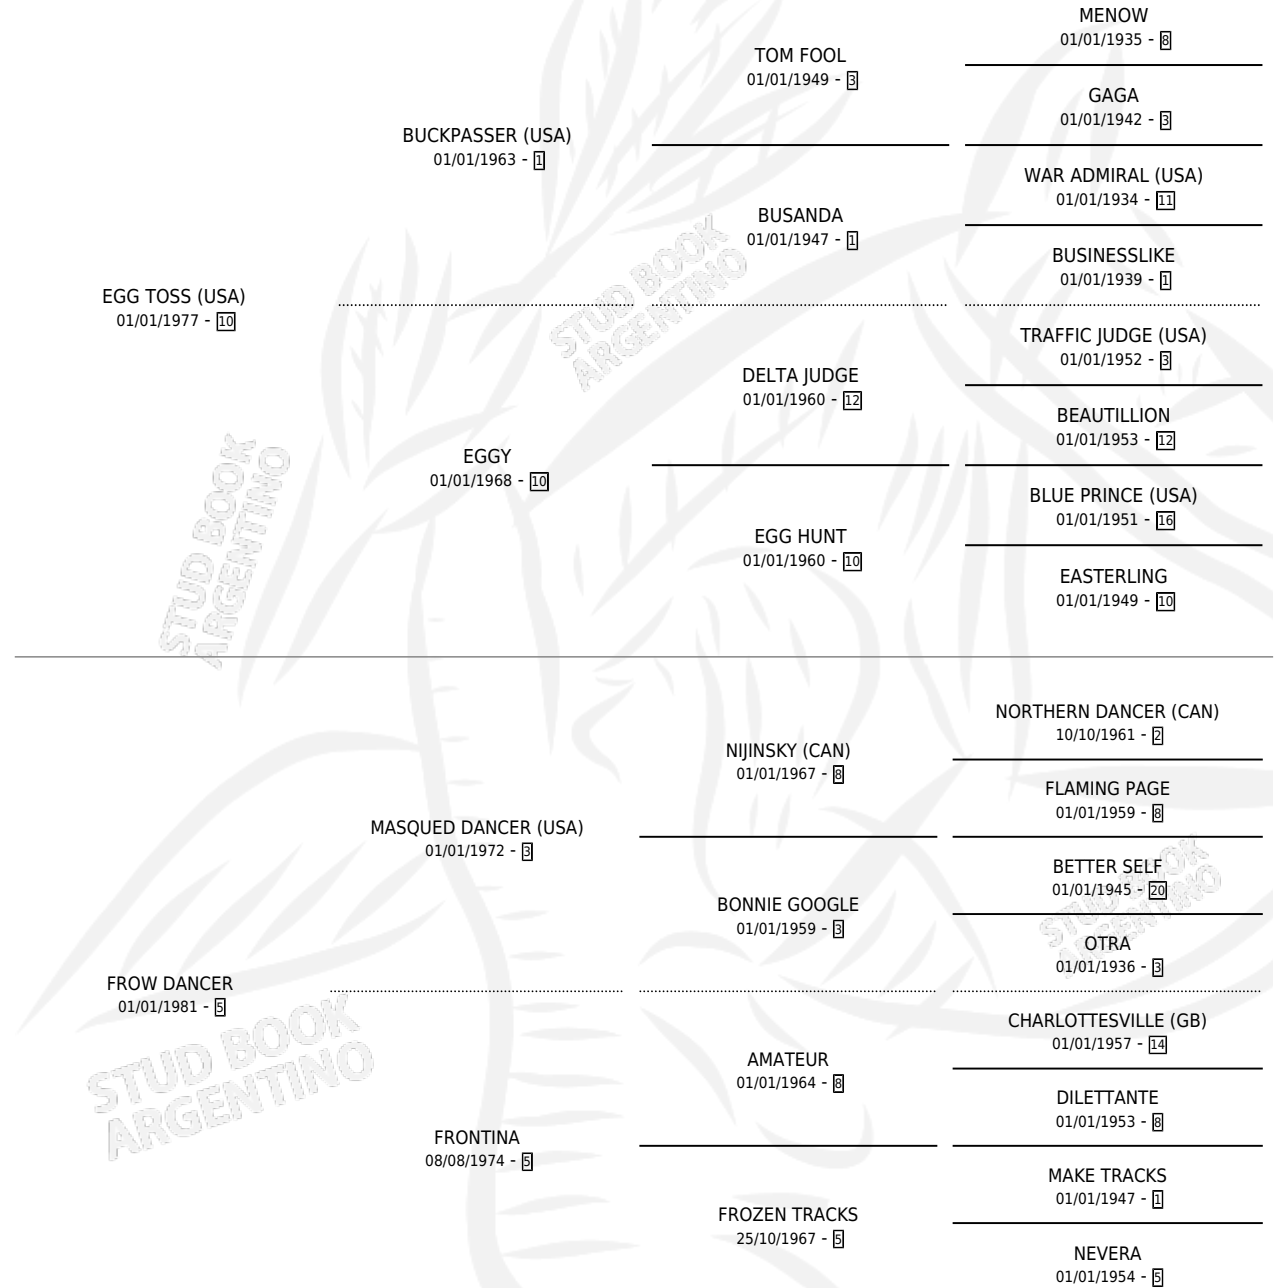 MENOW
01/01/1935 - 8
TOM FOOL
01/01/1949 - 3
GAGA
01/01/1942 - 3
BUCKPASSER (USA)
01/01/1963 - 1
WAR ADMIRAL (USA)
01/01/1934 - 11
BUSANDA
01/01/1947 - 1
BUSINESSLIKE
01/01/1939 - 1
EGG TOSS (USA)
01/01/1977 - 10
TRAFFIC JUDGE (USA)
01/01/1952 - 3
DELTA JUDGE
01/01/1960 - 12
BEAUTILLION
01/01/1953 - 12
EGGY
01/01/1968 - 10
BLUE PRINCE (USA)
01/01/1951 - 16
EGG HUNT
01/01/1960 - 10
EASTERLING
01/01/1949 - 10
STUD BOOK
ARGENTINO
STUD BOOK
ARGENTINO
NORTHERN DANCER (CAN)
10/10/1961 - 2
NIJINSKY (CAN)
01/01/1967 - 8
FLAMING PAGE
01/01/1959 - 8
MASQUED DANCER (USA)
01/01/1972 - 3
BETTER SELF
01/01/1945 - 20
BONNIE GOOGLE
01/01/1959 - 3
OTRA
01/01/1936 - 3
STUD BOOK
ARGENTINO
FROW DANCER
01/01/1981 - 5
CHARLOTTESVILLE (GB)
01/01/1957 - 14
AMATEUR
01/01/1964 - 8
DILETTANTE
01/01/1953 - 8
STUD BOOK
ARGENTINO
FRONTINA
08/08/1974 - 5
MAKE TRACKS
01/01/1947 - 1
FROZEN TRACKS
25/10/1967 - 5
NEVERA
01/01/1954 - 5